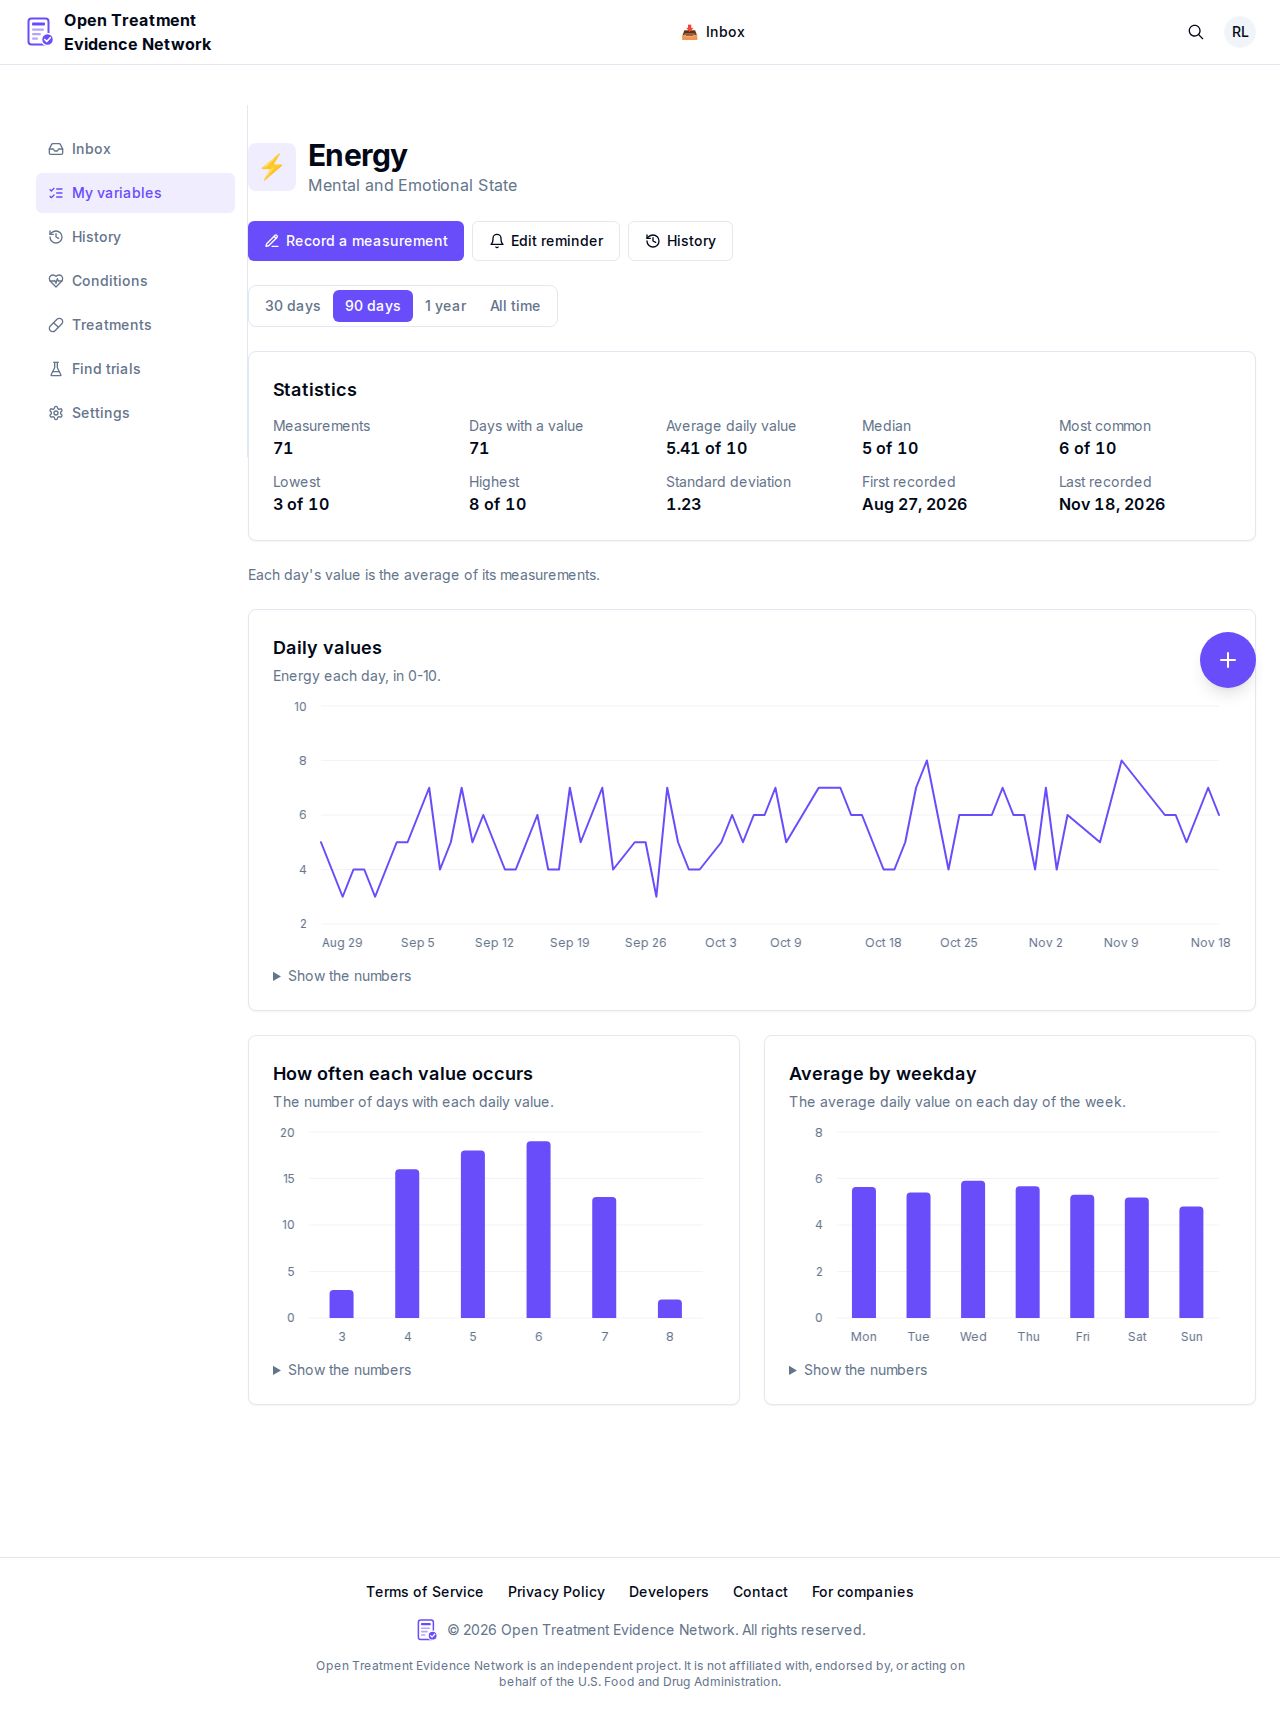 Open Treatment
Evidence Network
Inbox
RL
Inbox
My variables
History
Conditions
Treatments
Find trials
Settings
Energy
Mental and Emotional State
Record a measurement
Edit reminder
History
30 days
90 days
1 year
All time
Statistics
Measurements
71
Days with a value
71
Average daily value
5.41 of 10
Median
5 of 10
Most common
6 of 10
Lowest
3 of 10
Highest
8 of 10
Standard deviation
1.23
First recorded
Aug 27, 2026
Last recorded
Nov 18, 2026
Each day's value is the average of its measurements.
Daily values
Energy each day, in 0-10.
10
8
6
4
2
Aug 29 Sep 5 Sep 12 Sep 19 Sep 26 Oct 3 Oct 9 Oct 18 Oct 25 Nov 2 Nov 9 Nov 18
Show the numbers
How often each value occurs
The number of days with each daily value.
20
15
10
5
0
3 4 5 6 7 8
Show the numbers
Average by weekday
The average daily value on each day of the week.
8
6
4
2
0
Mon Tue Wed Thu Fri Sat Sun
Show the numbers
Terms of Service Privacy Policy Developers Contact For companies
© 2026 Open Treatment Evidence Network. All rights reserved.
Open Treatment Evidence Network is an independent project. It is not affiliated with, endorsed by, or acting on
behalf of the U.S. Food and Drug Administration.